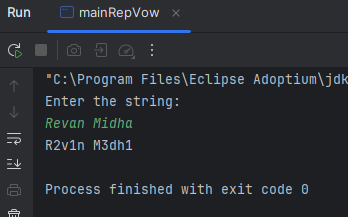 Run mainRepVow
"C:\Program Files\Eclipse Adoptium\jdk
Enter the string:
Revan Midha
R2v1n M3dh1
Process finished with exit code 0